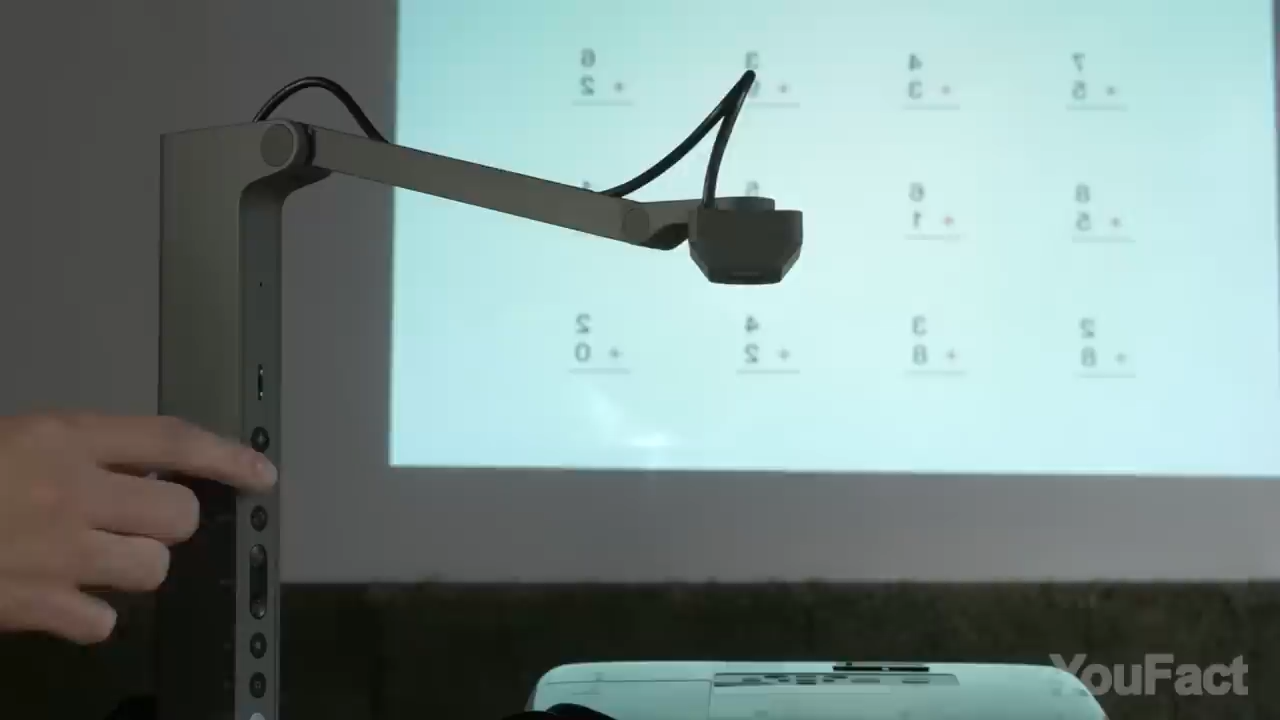 6 3 4 7
2 + + 3 + 5 +
6 8
1 + 5 +
2 4 3 2
0 + 2 + 8 + 8 +
YouFact